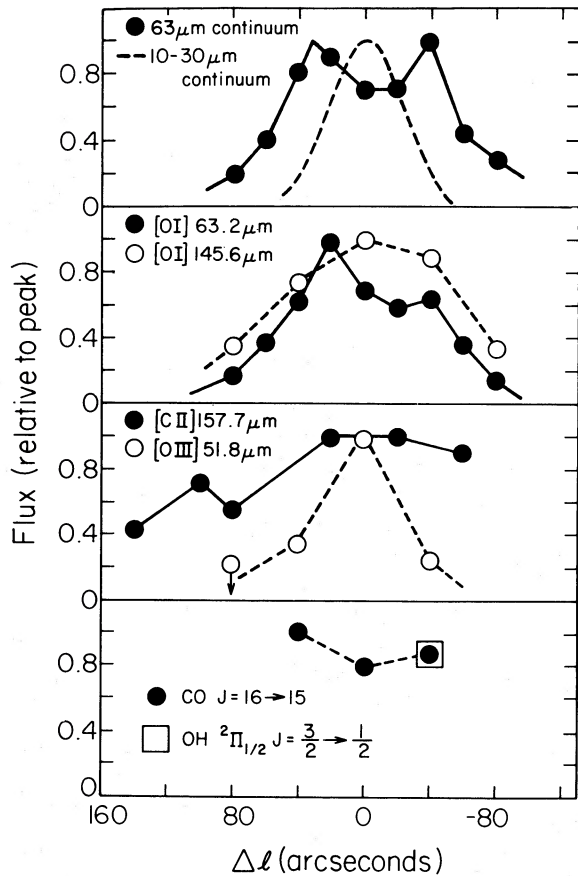 63μm continuum
10-30μm
continuum
0.8
0.4
0
[OI] 63.2μm
[OI] 145.6μm
0.8
0.4
0
[CII] 157.7μm
[OIII] 51.8μm
0.8
0.4
0
CO J=16→15
OH ²Π₁/₂ J = 3/2 → 1/2
0.8
0.4
0
160 80 0 -80
Δℓ (arcseconds)
Flux (relative to peak)